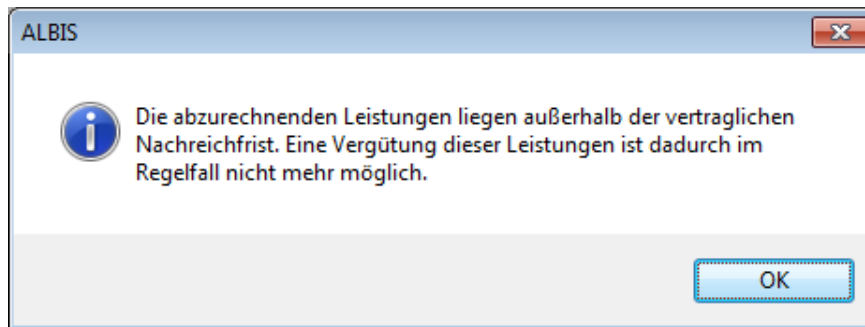 ALBIS
Die abzurechnenden Leistungen liegen außerhalb der vertraglichen
Nachreichfrist. Eine Vergütung dieser Leistungen ist dadurch im
Regelfall nicht mehr möglich.
OK